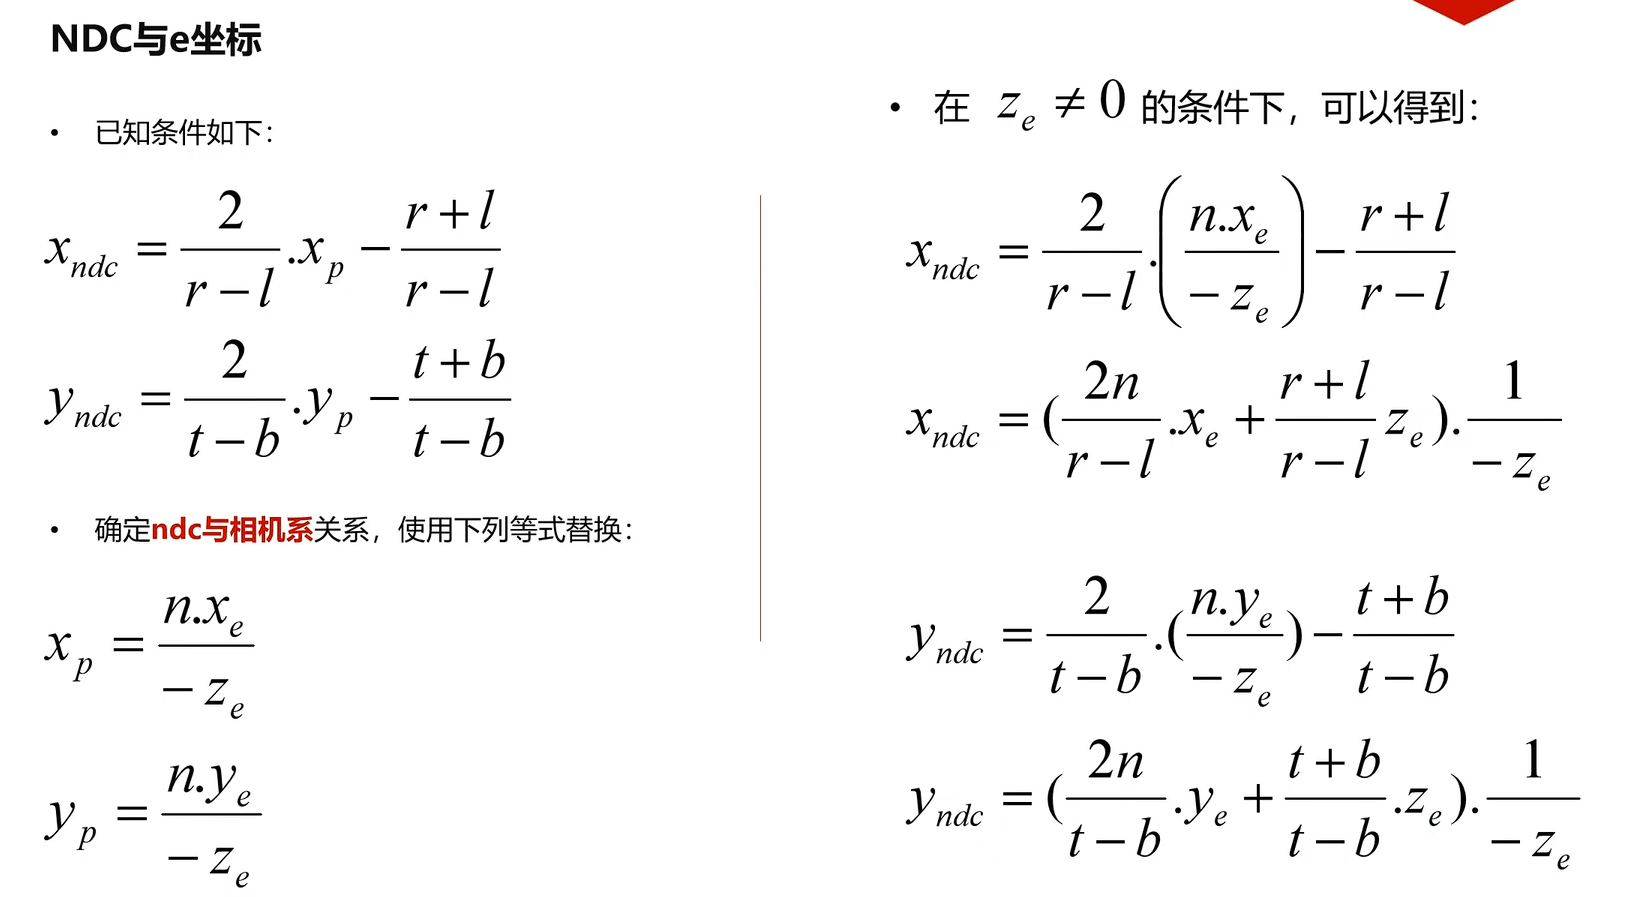 NDC与e坐标
• 已知条件如下：
x_{ndc} = \frac{2}{r-l}.x_p - \frac{r+l}{r-l}
y_{ndc} = \frac{2}{t-b}.y_p - \frac{t+b}{t-b}
• 确定ndc与相机系关系，使用下列等式替换：
x_p = \frac{n.x_e}{-z_e}
y_p = \frac{n.y_e}{-z_e}
• 在 z_e ≠ 0 的条件下，可以得到：
x_{ndc} = \frac{2}{r-l}.\left(\frac{n.x_e}{-z_e}\right) - \frac{r+l}{r-l}
x_{ndc} = (\frac{2n}{r-l}.x_e + \frac{r+l}{r-l}z_e).\frac{1}{-z_e}
y_{ndc} = \frac{2}{t-b}.(\frac{n.y_e}{-z_e}) - \frac{t+b}{t-b}
y_{ndc} = (\frac{2n}{t-b}.y_e + \frac{t+b}{t-b}.z_e).\frac{1}{-z_e}